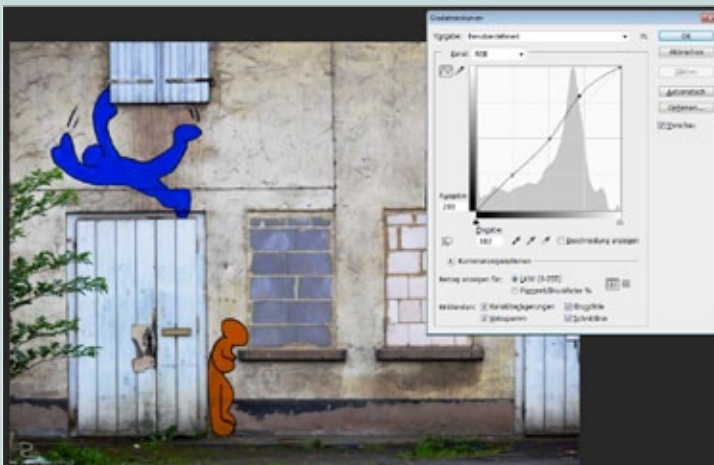 Gradationskurven
Vorgabe: Benutzerdefiniert
OK
Kanal: RGB
Abbrechen
Automatisch
Optionen...
Vorschau
Ausgabe:
Eingabe:
Beschneidung anzeigen
Kurvenanzeigeoptionen
Betrag anzeigen für: Licht (0-255)
Pigment/Druckfarbe %
Einblenden: Kanalüberlagerungen Grundlinie
Histogramm Schnittlinie